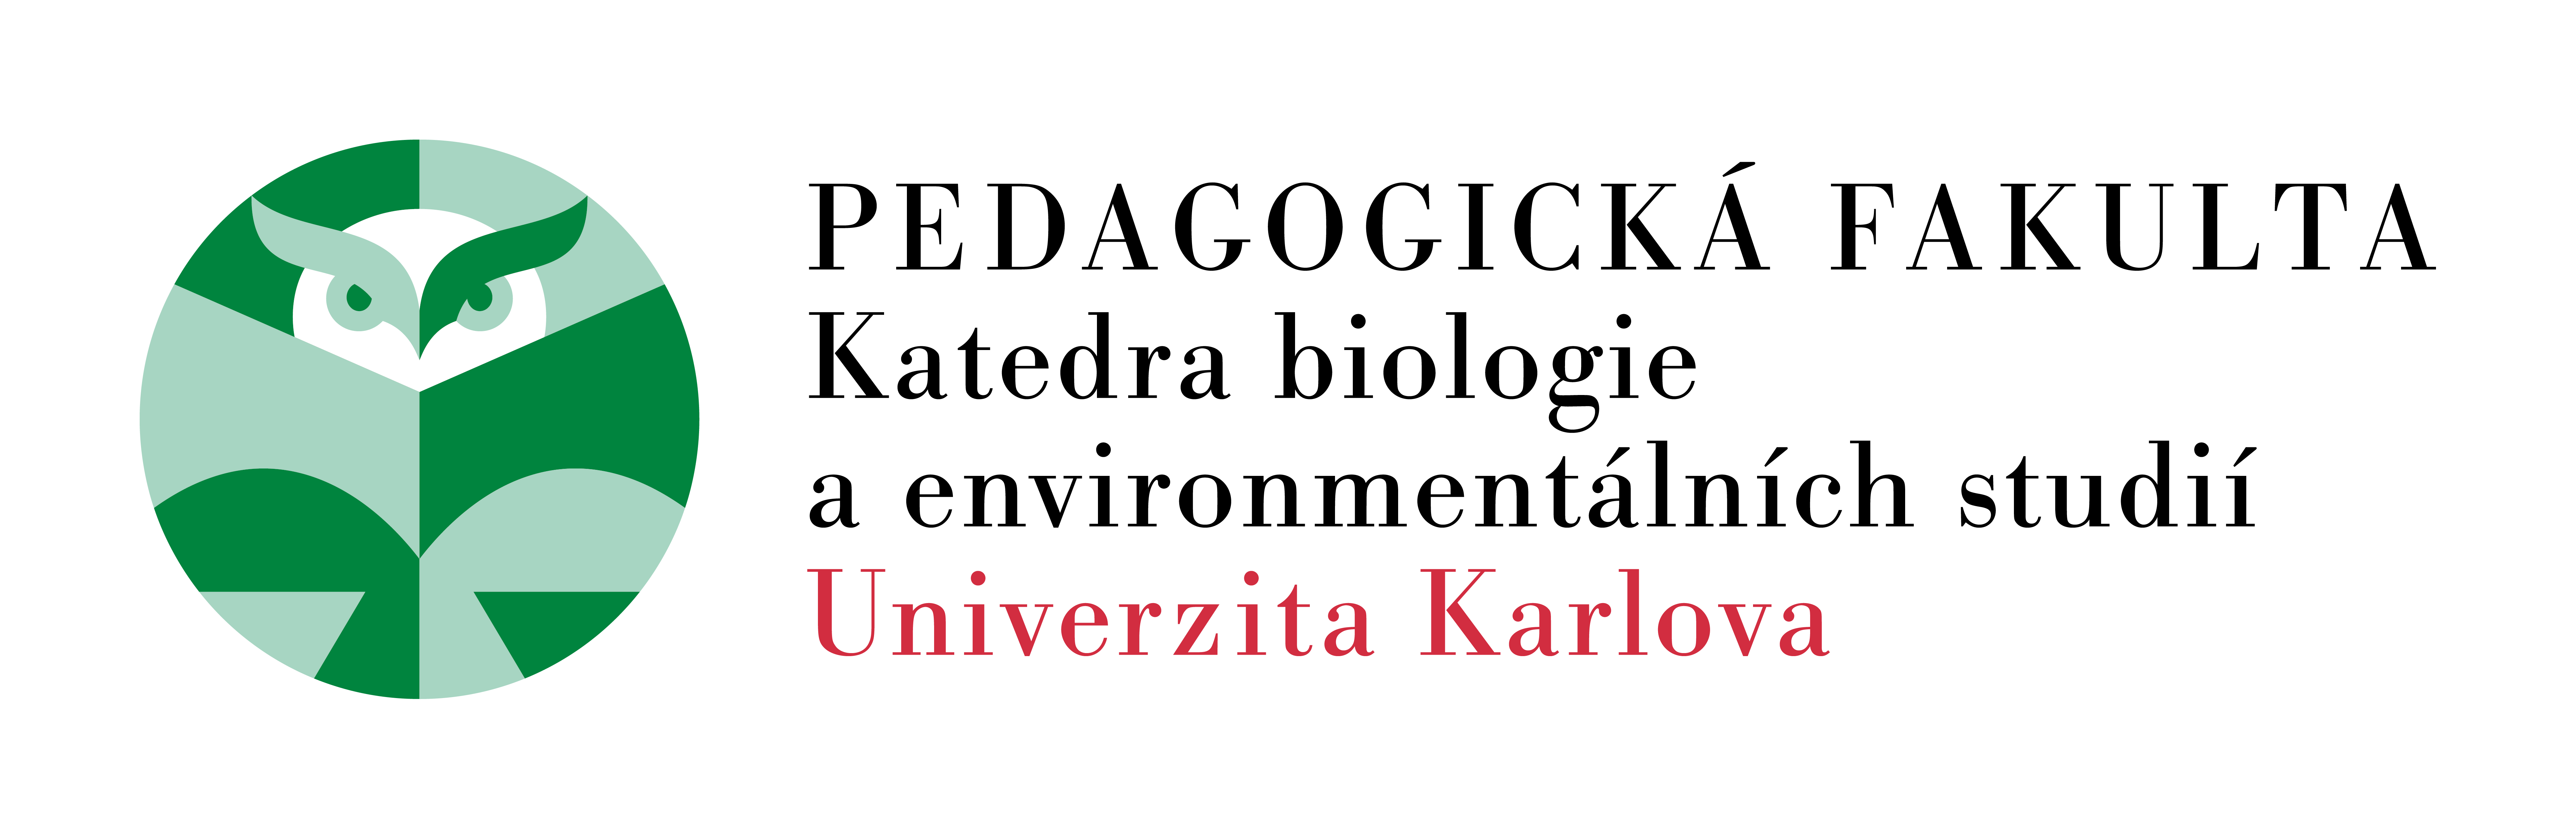 PEDAGOGICKÁ FAKULTA
Katedra biologie
a environmentálních studií
Univerzita Karlova